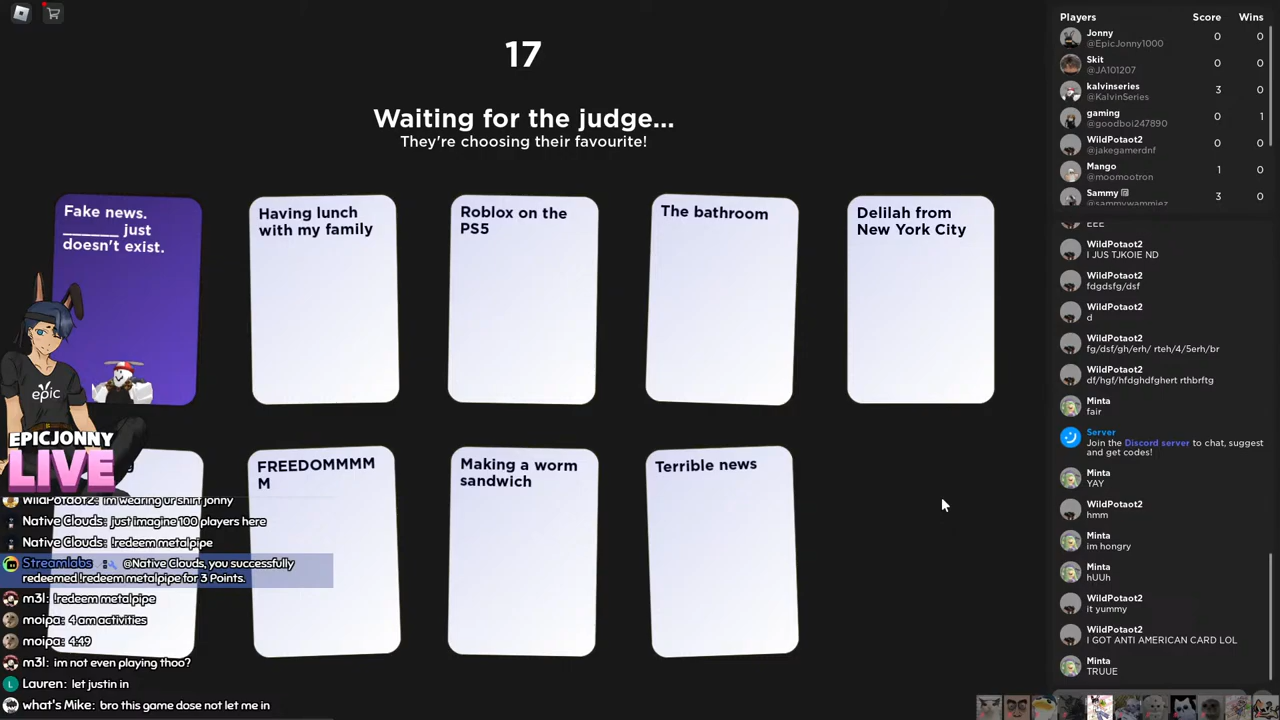 17
Waiting for the judge...
They're choosing their favourite!
Fake news.
______ just
doesn't exist.
Having lunch
with my family
Roblox on the
PS5
The bathroom
Delilah from
New York City
FREEDOMMMM
M
Making a worm
sandwich
Terrible news
epic
EPICJONNY
LIVE
WildPotaot2: im wearing ur shirt jonny
Native Clouds: just imagine 100 players here
Native Clouds: !redeem metalpipe
Streamlabs @Native Clouds, you successfully
redeemed !redeem metalpipe for 3 Points.
m3l: !redeem metalpipe
moipa: 4 am activities
moipa: 4:49
m3l: im not even playing thoo?
Lauren: let justin in
what's Mike: bro this game dose not let me in
Players Score Wins
Jonny 0 0
@EpicJonny1000
Skit 0 0
@JA101207
kalvinseries 3 0
@KalvinSeries
gaming 0 1
@goodboi247890
WildPotaot2 0 0
@jakegamerdnf
Mango 1 0
@moomootron
Sammy 3 0
@sammywammiez
EEE
WildPotaot2
I JUS TJKOIE ND
WildPotaot2
fdgdsfg/dsf
WildPotaot2
d
WildPotaot2
fg/dsf/gh/erh/ rteh/4/5erh/br
WildPotaot2
df/hgf/hfdghdfghert rthbrftg
Minta
fair
Server
Join the Discord server to chat, suggest
and get codes!
Minta
YAY
WildPotaot2
hmm
Minta
im hongry
Minta
hUUh
WildPotaot2
it yummy
WildPotaot2
I GOT ANTI AMERICAN CARD LOL
Minta
TRUUE